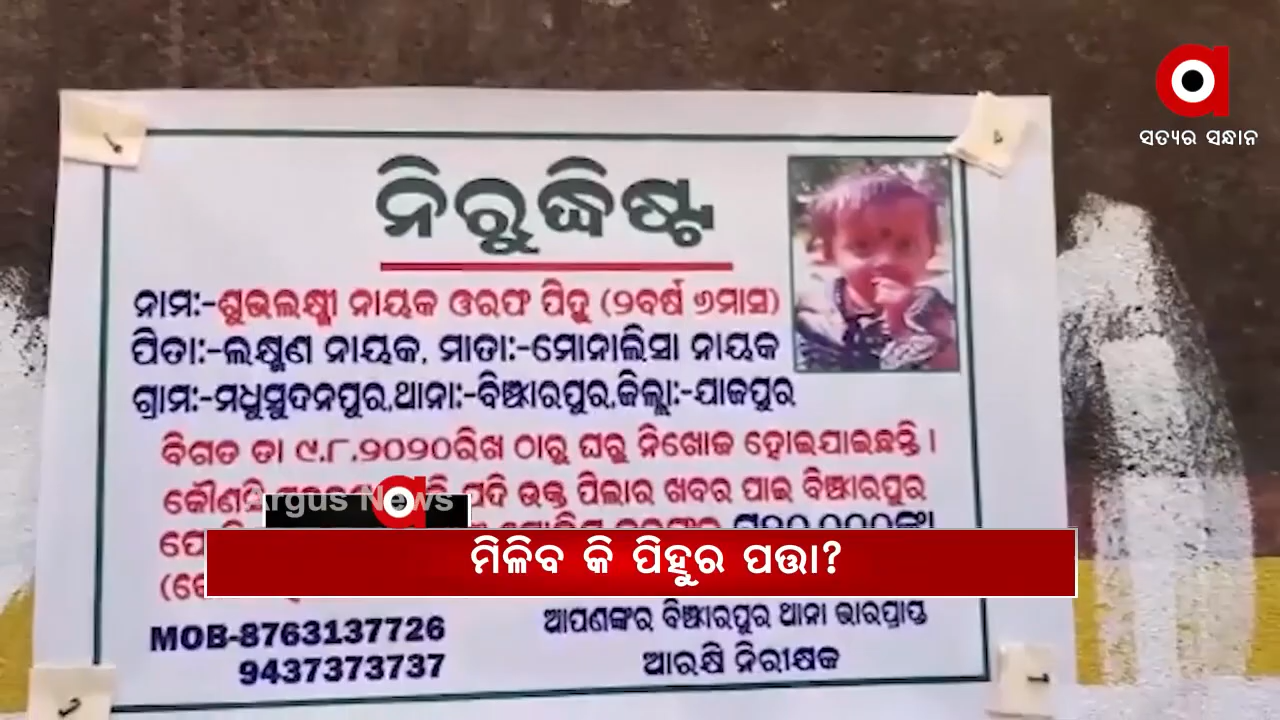 ସତ୍ୟର ସନ୍ଧାନ
ନିରୁଦ୍ଧିଷ୍ଟ
ନାମ:-ଶୁଭଲକ୍ଷ୍ମୀ ନାୟକ ଓରଫ ପିହୁ (୨ବର୍ଷ ୬ମାସ)
ପିତା:-ଲକ୍ଷ୍ମଣ ନାୟକ, ମାତା:-ମୋନାଲିସା ନାୟକ
ଗ୍ରାମ:-ମଧୁସୁଦନପୁର,ଥାନା:-ବିଞ୍ଝାରପୁର,ଜିଲ୍ଲା:-ଯାଜପୁର
ବିଗତ ତା ୯.୮.୨୦୨୦ରିଖ ଠାରୁ ଘରୁ ନିଖୋଜ ହୋଇଯାଇଛନ୍ତି ।
କୌଣସି ଯଦି ଉକ୍ତ ପିଲାର ଖବର ପାଇ ବିଞ୍ଝାରପୁର
Argus News
ମିଳିବ କି ପିହୁର ପତ୍ତା?
MOB-8763137726
9437373737
ଆପଣଙ୍କର ବିଞ୍ଝାରପୁର ଥାନା ଭାରପ୍ରାପ୍ତ
ଆରକ୍ଷି ନିରୀକ୍ଷକ